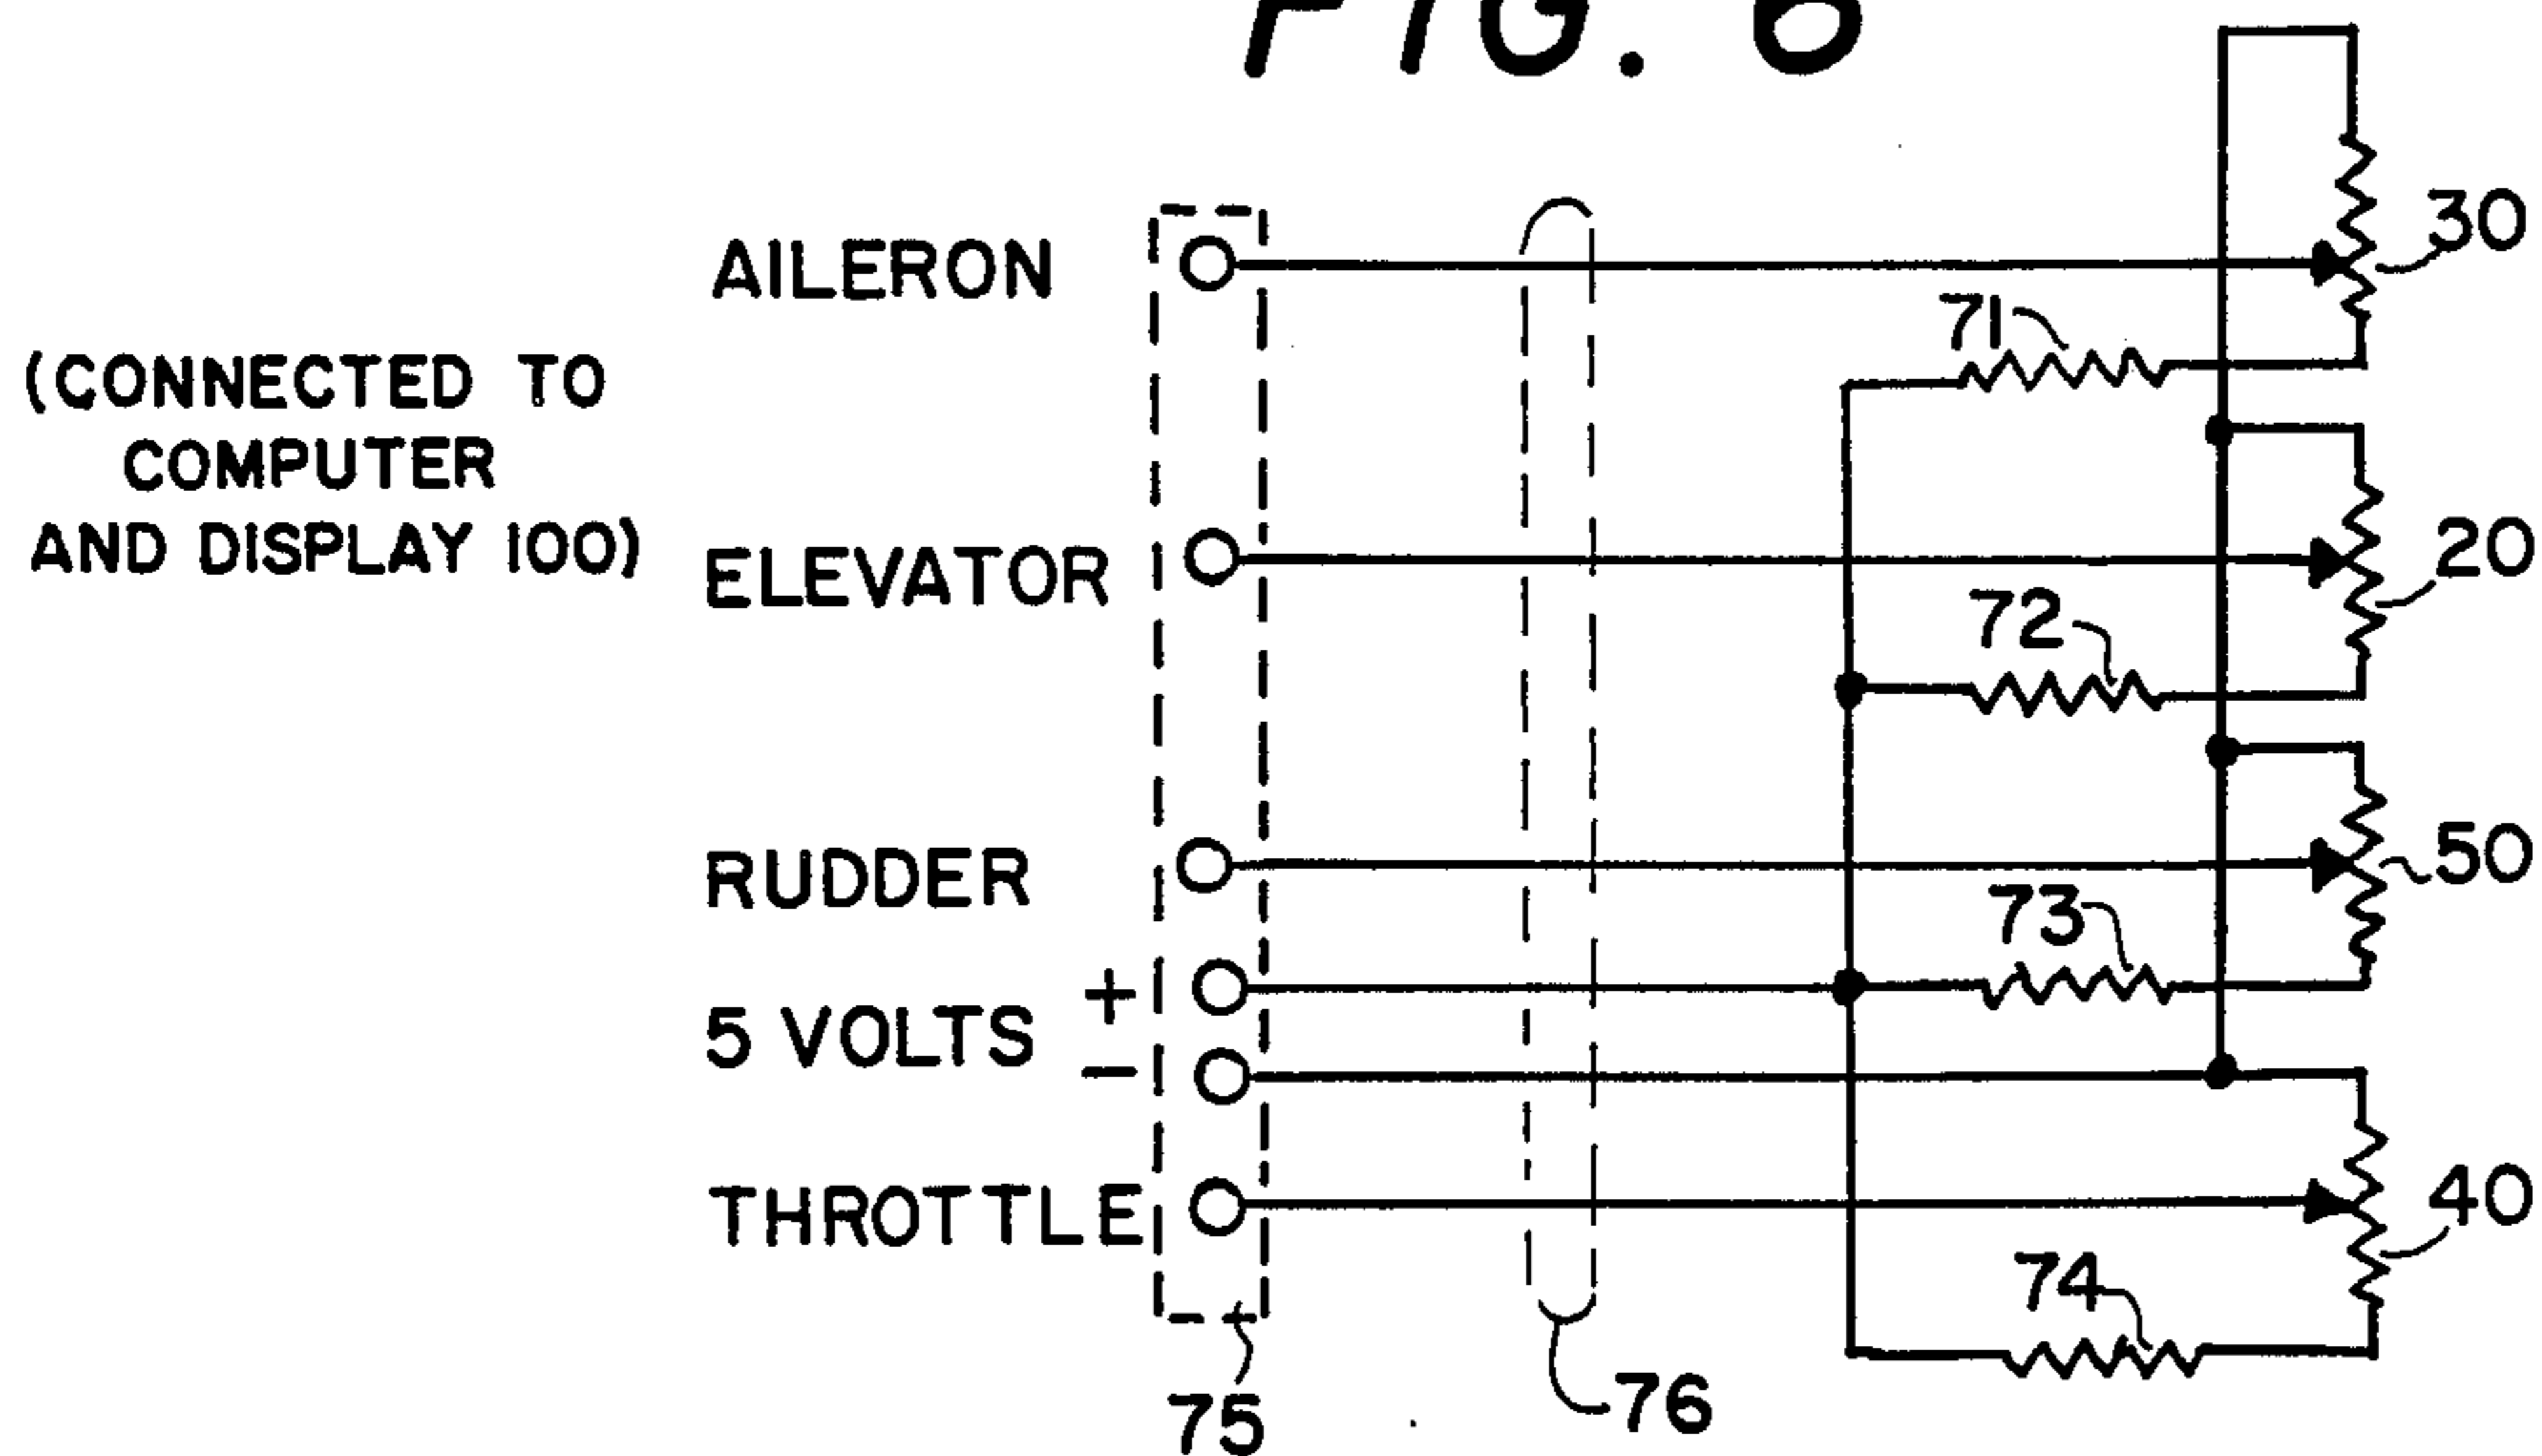 FIG. 6
AILERON
30
71
(CONNECTED TO
COMPUTER
AND DISPLAY 100)
ELEVATOR
20
72
RUDDER
50
73
5 VOLTS + -
THROTTLE
40
74
75
76